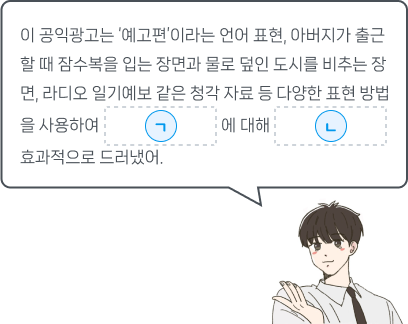 이 공익광고는 '예고편'이라는 언어 표현, 아버지가 출근
할 때 잠수복을 입는 장면과 물로 덮인 도시를 비추는 장
면, 라디오 일기예보 같은 청각 자료 등 다양한 표현 방법
을 사용하여 ㄱ 에 대해 ㄴ
효과적으로 드러냈어.